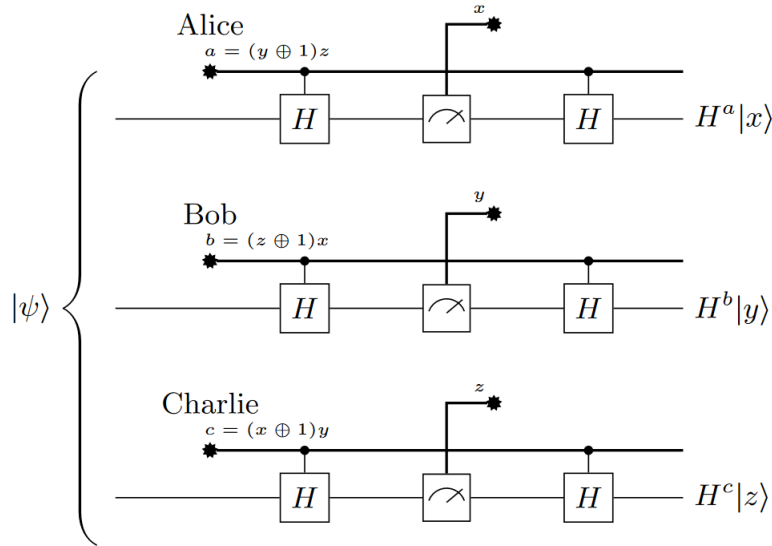 x
Alice
a = (y ⊕ 1)z
H
H
H^a|x⟩
y
Bob
b = (z ⊕ 1)x
|ψ⟩
H
H
H^b|y⟩
z
Charlie
c = (x ⊕ 1)y
H
H
H^c|z⟩